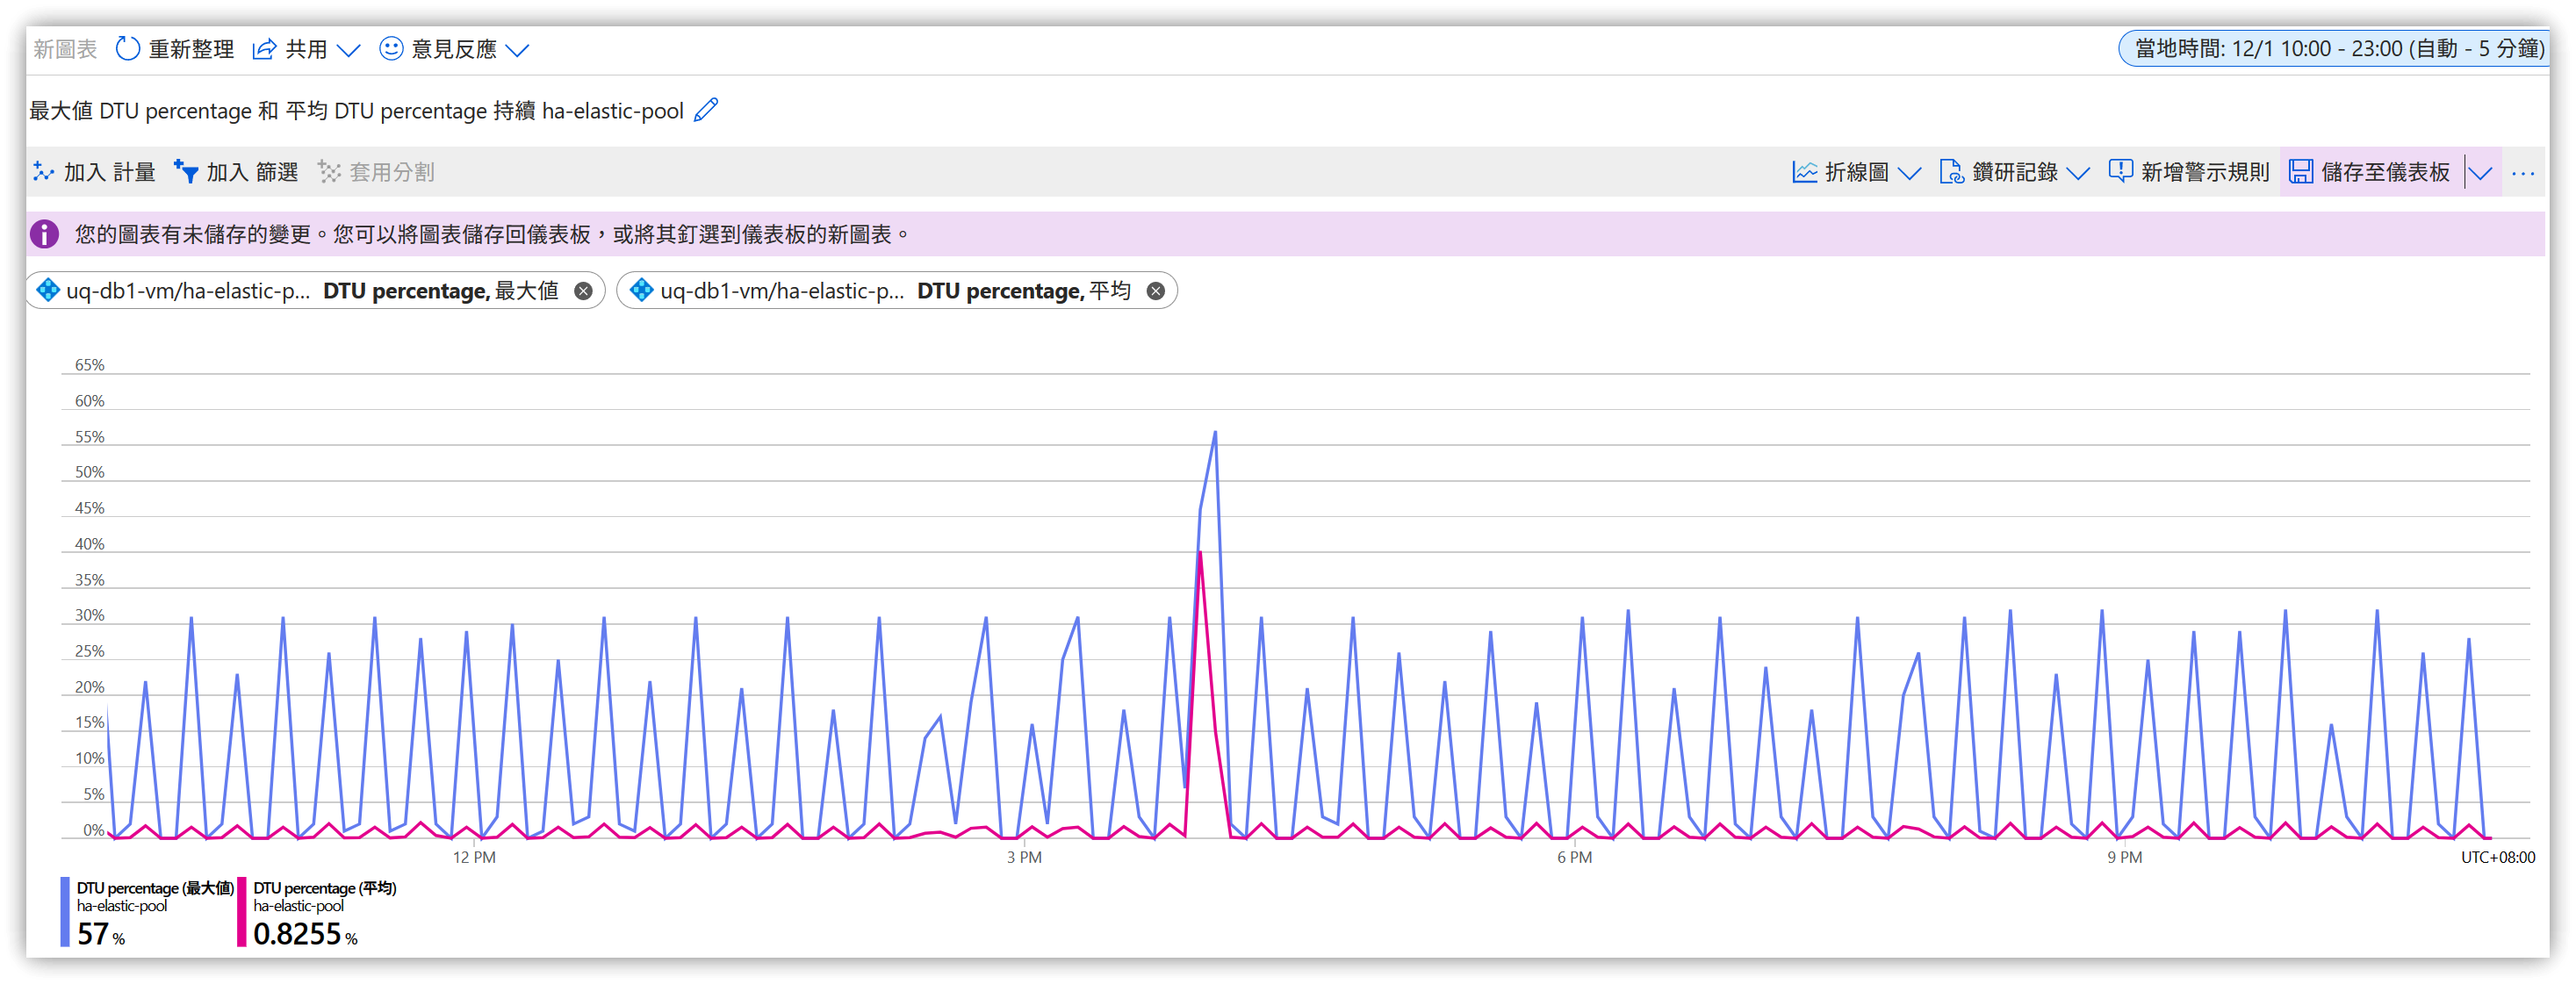 新圖表 重新整理 共用 意見反應 當地時間: 12/1 10:00 - 23:00 (自動 - 5 分鐘)
最大値 DTU percentage 和 平均 DTU percentage 持續 ha-elastic-pool
加入 計量 加入 篩選 套用分割 折線圖 鑽研記錄 新增警示規則 儲存至儀表板 ...
您的圖表有未儲存的變更。您可以將圖表儲存回儀表板，或將其釘選到儀表板的新圖表。
uq-db1-vm/ha-elastic-p... DTU percentage, 最大値 uq-db1-vm/ha-elastic-p... DTU percentage, 平均
65%
60%
55%
50%
45%
40%
35%
30%
25%
20%
15%
10%
5%
0%
12 PM 3 PM 6 PM 9 PM UTC+08:00
DTU percentage (最大値) DTU percentage (平均)
ha-elastic-pool ha-elastic-pool
57 % 0.8255 %